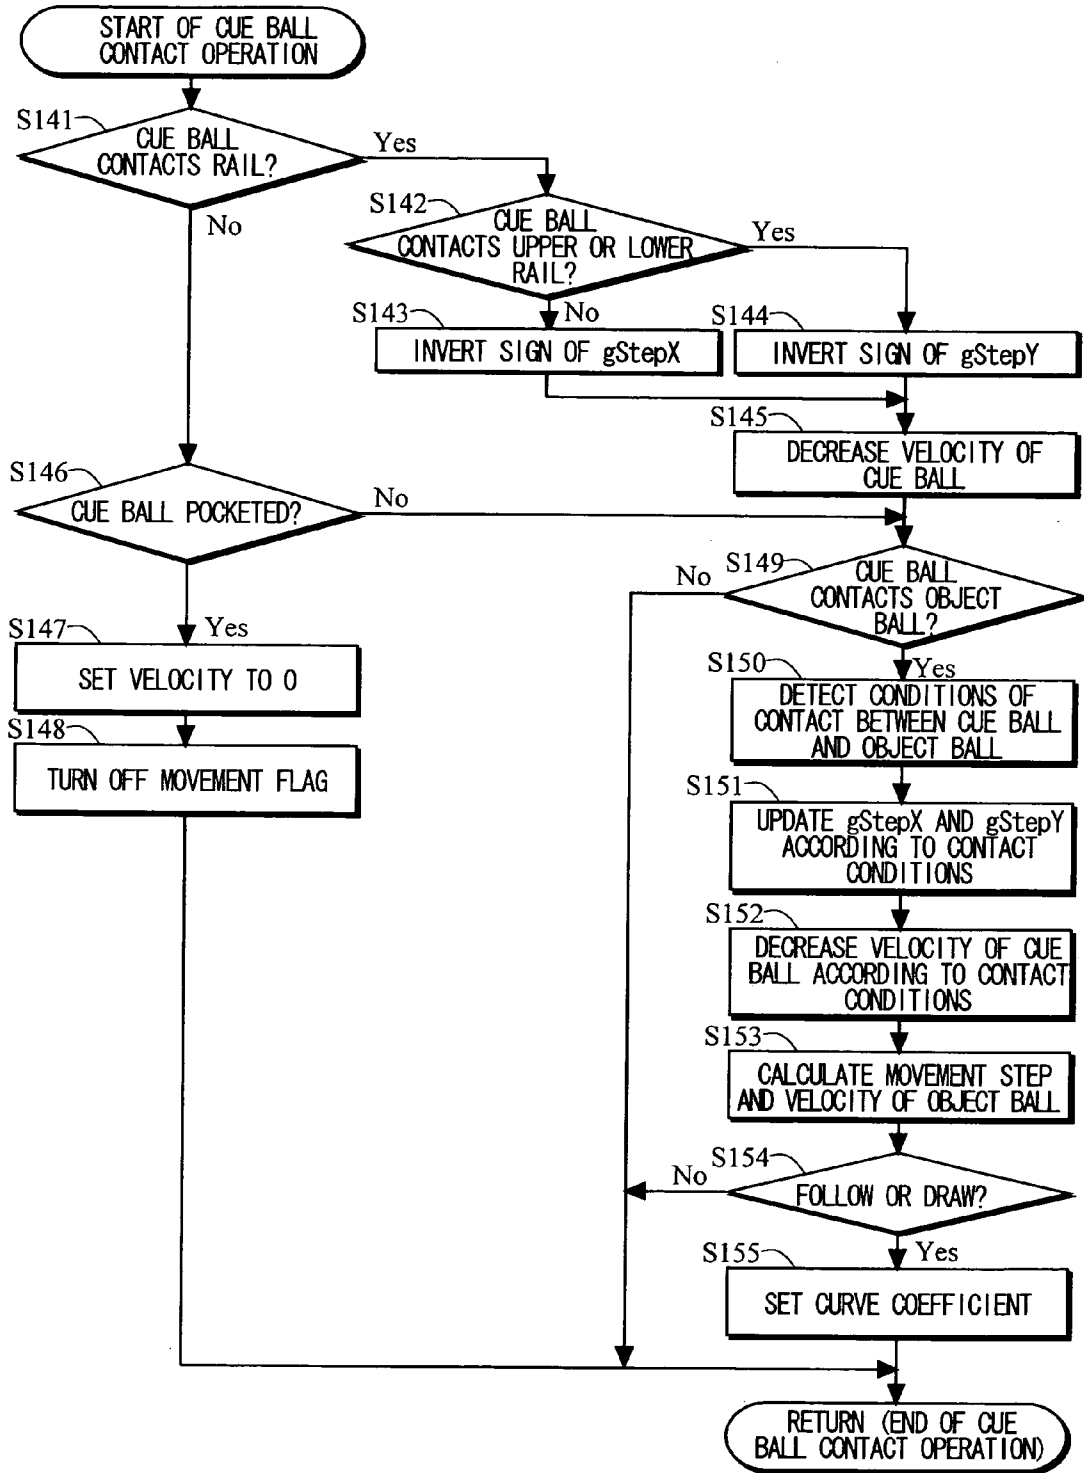 START OF CUE BALL
CONTACT OPERATION
S141
CUE BALL
CONTACTS RAIL?
Yes
No
S142
CUE BALL
CONTACTS UPPER OR LOWER
RAIL?
Yes
No
S143
INVERT SIGN OF gStepX
S144
INVERT SIGN OF gStepY
S145
DECREASE VELOCITY OF
CUE BALL
S146
CUE BALL POCKETED?
No
Yes
S147
SET VELOCITY TO 0
S148
TURN OFF MOVEMENT FLAG
S149
CUE BALL
CONTACTS OBJECT
BALL?
No
Yes
S150
DETECT CONDITIONS OF
CONTACT BETWEEN CUE BALL
AND OBJECT BALL
S151
UPDATE gStepX AND gStepY
ACCORDING TO CONTACT
CONDITIONS
S152
DECREASE VELOCITY OF CUE
BALL ACCORDING TO CONTACT
CONDITIONS
S153
CALCULATE MOVEMENT STEP
AND VELOCITY OF OBJECT BALL
S154
FOLLOW OR DRAW?
No
Yes
S155
SET CURVE COEFFICIENT
RETURN (END OF CUE
BALL CONTACT OPERATION)